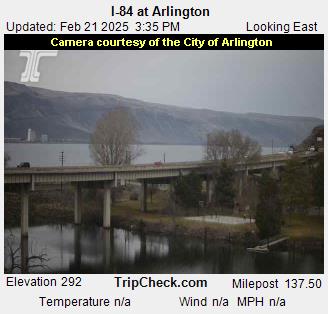 I-84 at Arlington
Updated: Feb 21 2025 3:35 PM Looking East
Camera courtesy of the City of Arlington
Elevation 292 TripCheck.com Milepost 137.50
Temperature n/a Wind n/a MPH n/a